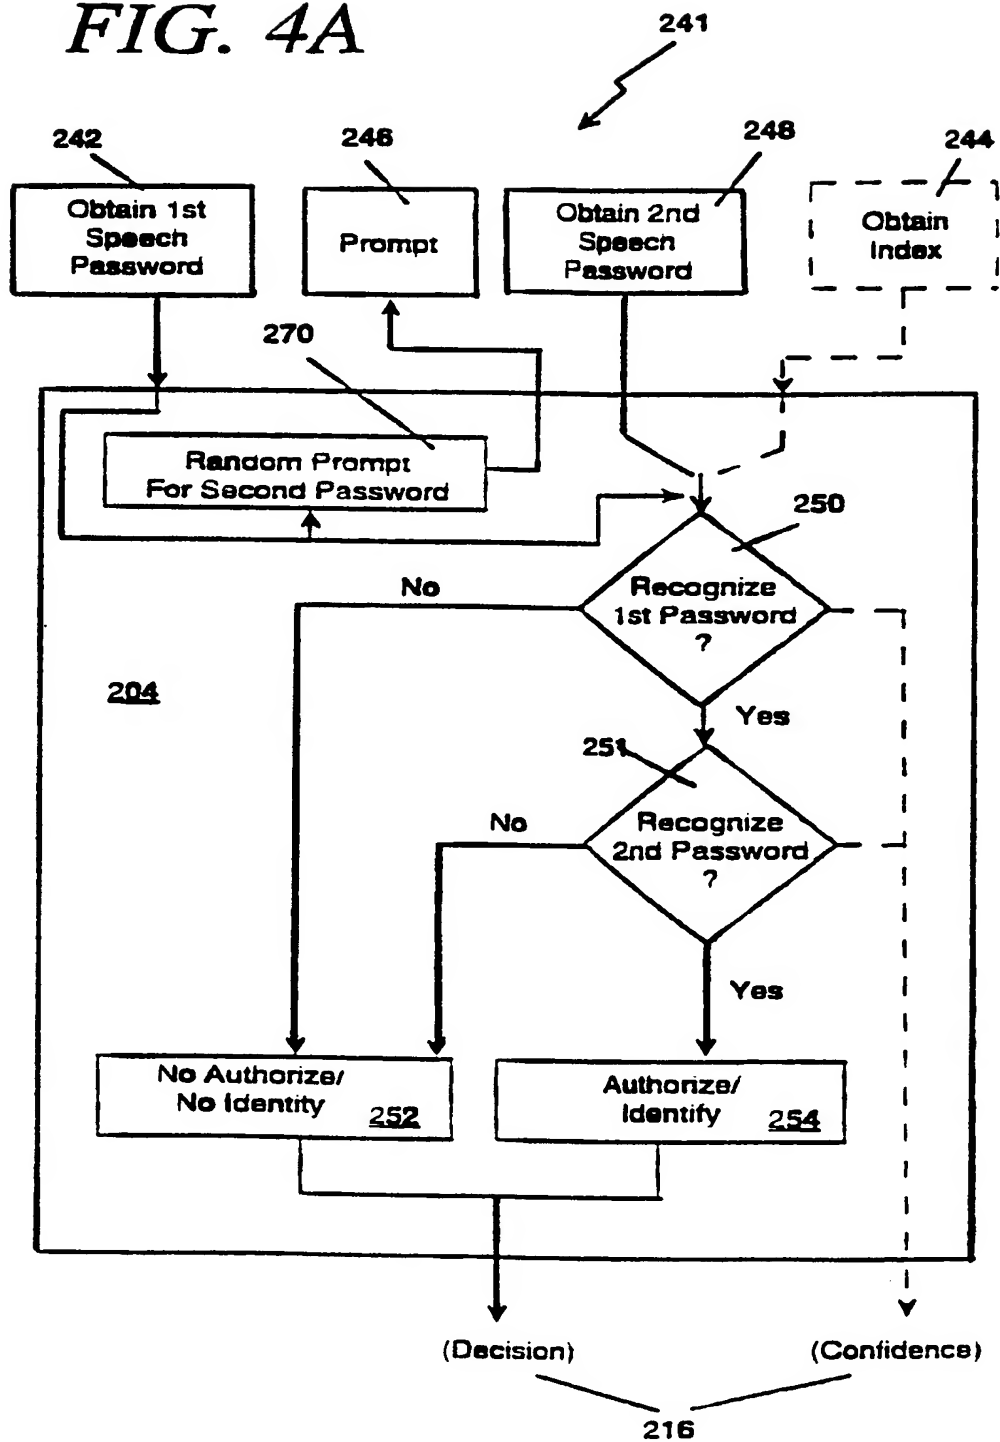 FIG. 4A
241
242
246
248
244
Obtain 1st
Speech
Password
Prompt
Obtain 2nd
Speech
Password
Obtain
Index
270
Random Prompt
For Second Password
250
Recognize
1st Password
?
No
204
Yes
251
Recognize
2nd Password
?
No
Yes
No Authorize/
No Identity
252
Authorize/
Identify
254
(Decision)
(Confidence)
216